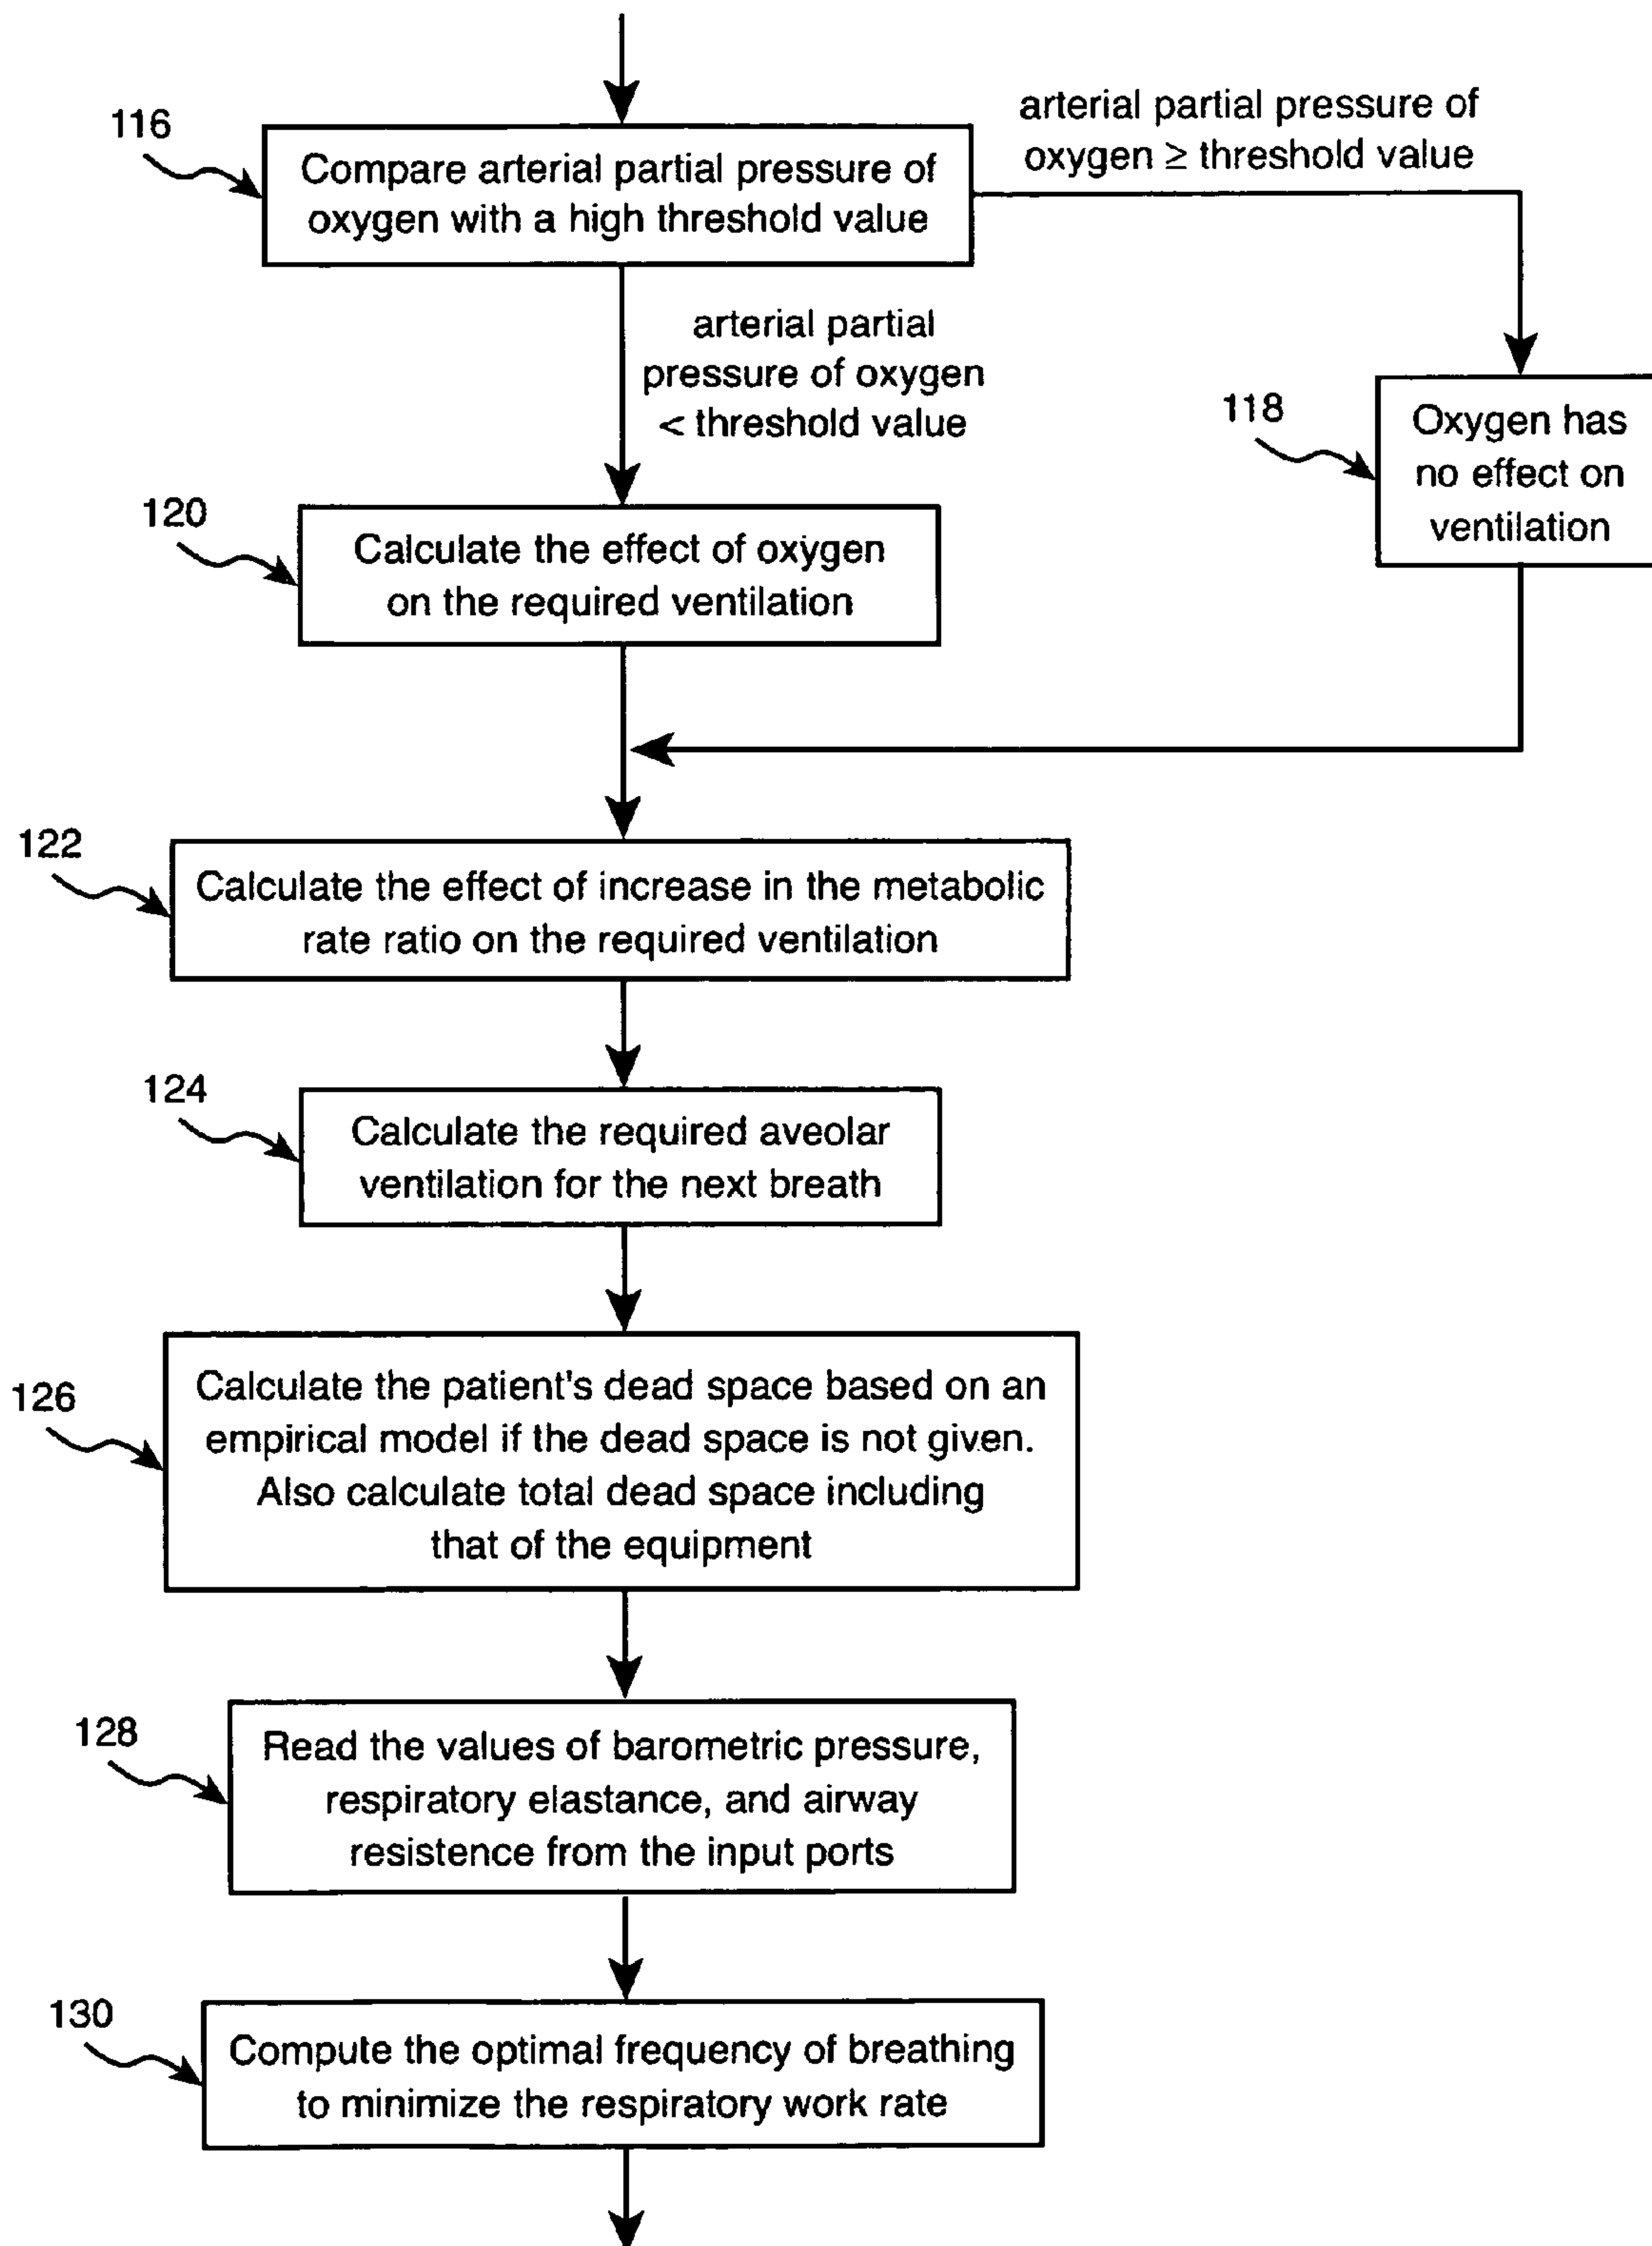 116
Compare arterial partial pressure of
oxygen with a high threshold value
arterial partial pressure of
oxygen ≥ threshold value
arterial partial
pressure of oxygen
< threshold value
118
Oxygen has
no effect on
ventilation
120
Calculate the effect of oxygen
on the required ventilation
122
Calculate the effect of increase in the metabolic
rate ratio on the required ventilation
124
Calculate the required aveolar
ventilation for the next breath
126
Calculate the patient's dead space based on an
empirical model if the dead space is not given.
Also calculate total dead space including
that of the equipment
128
Read the values of barometric pressure,
respiratory elastance, and airway
resistence from the input ports
130
Compute the optimal frequency of breathing
to minimize the respiratory work rate